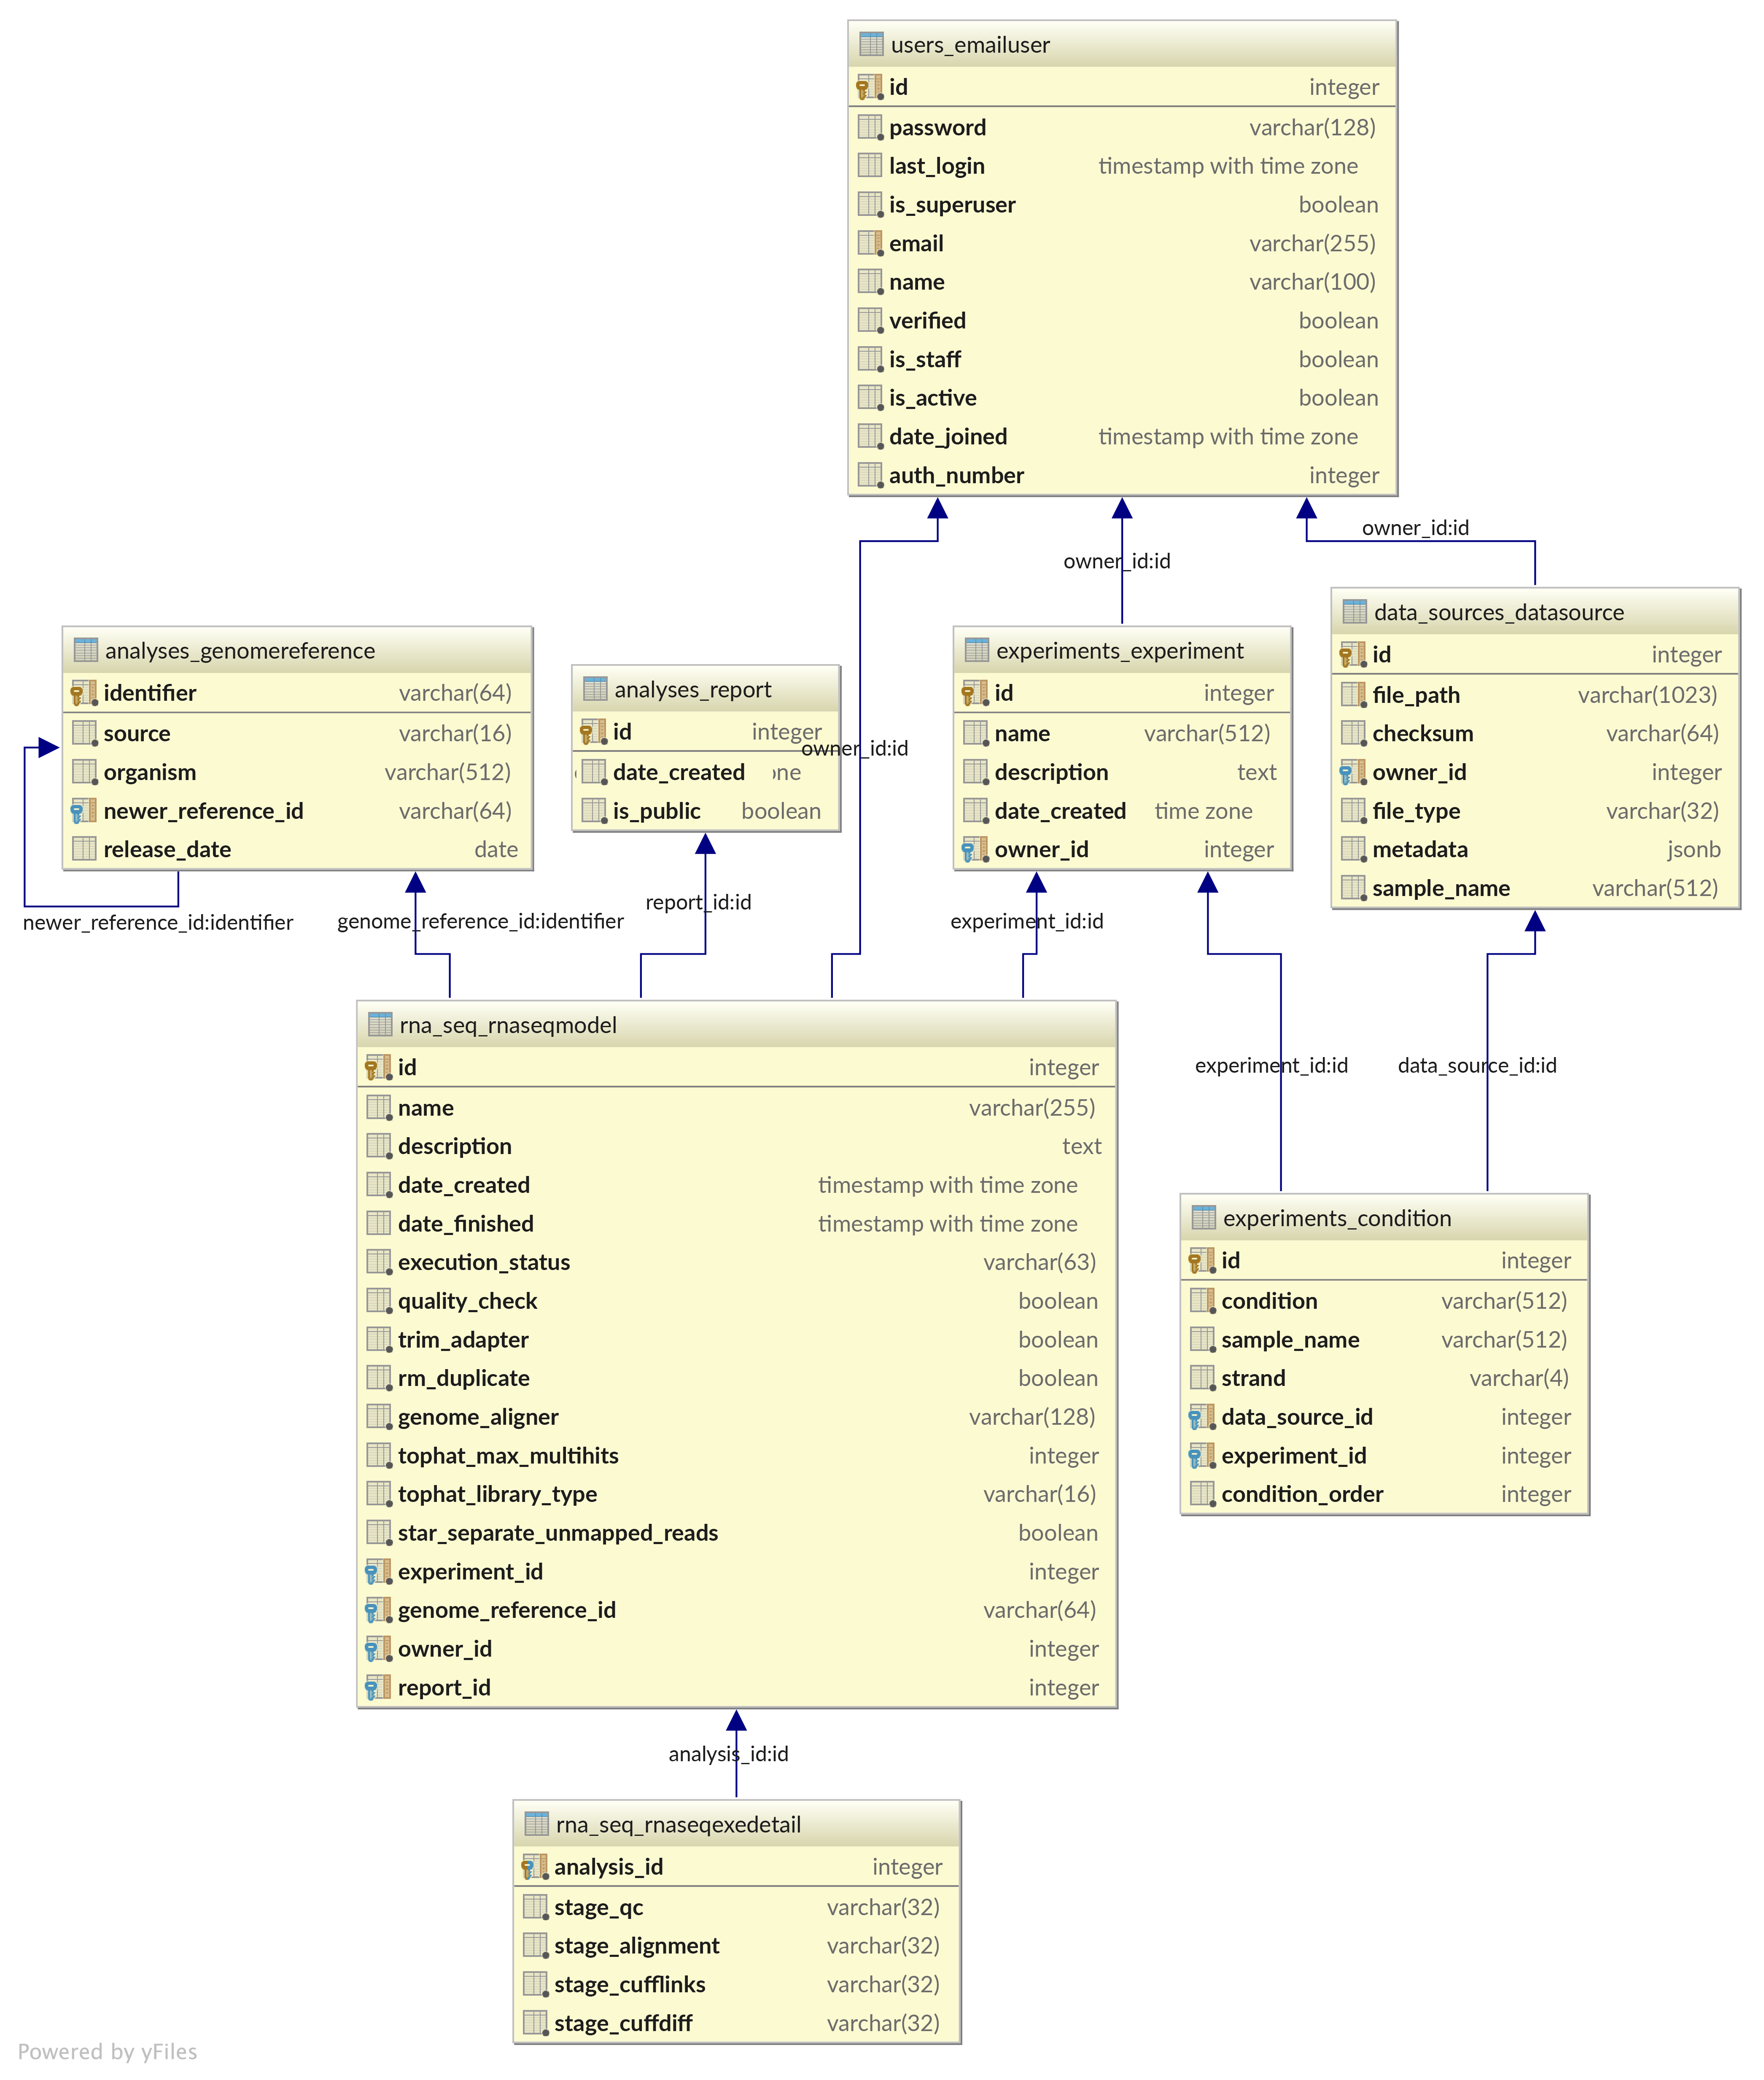 users_emailuser
id integer
password varchar(128)
last_login timestamp with time zone
is_superuser boolean
email varchar(255)
name varchar(100)
verified boolean
is_staff boolean
is_active boolean
date_joined timestamp with time zone
auth_number integer
owner_id:id
owner_id:id
owner_id:id
analyses_genomereference
identifier varchar(64)
source varchar(16)
organism varchar(512)
newer_reference_id varchar(64)
release_date date
newer_reference_id:identifier
genome_reference_id:identifier
analyses_report
id integer
date_created one
is_public boolean
report_id:id
experiments_experiment
id integer
name varchar(512)
description text
date_created time zone
owner_id integer
experiment_id:id
data_sources_datasource
id integer
file_path varchar(1023)
checksum varchar(64)
owner_id integer
file_type varchar(32)
metadata jsonb
sample_name varchar(512)
experiment_id:id
data_source_id:id
rna_seq_rnaseqmodel
id integer
name varchar(255)
description text
date_created timestamp with time zone
date_finished timestamp with time zone
execution_status varchar(63)
quality_check boolean
trim_adapter boolean
rm_duplicate boolean
genome_aligner varchar(128)
tophat_max_multihits integer
tophat_library_type varchar(16)
star_separate_unmapped_reads boolean
experiment_id integer
genome_reference_id varchar(64)
owner_id integer
report_id integer
experiments_condition
id integer
condition varchar(512)
sample_name varchar(512)
strand varchar(4)
data_source_id integer
experiment_id integer
condition_order integer
analysis_id:id
rna_seq_rnaseqexedetail
analysis_id integer
stage_qc varchar(32)
stage_alignment varchar(32)
stage_cufflinks varchar(32)
stage_cuffdiff varchar(32)
Powered by yFiles